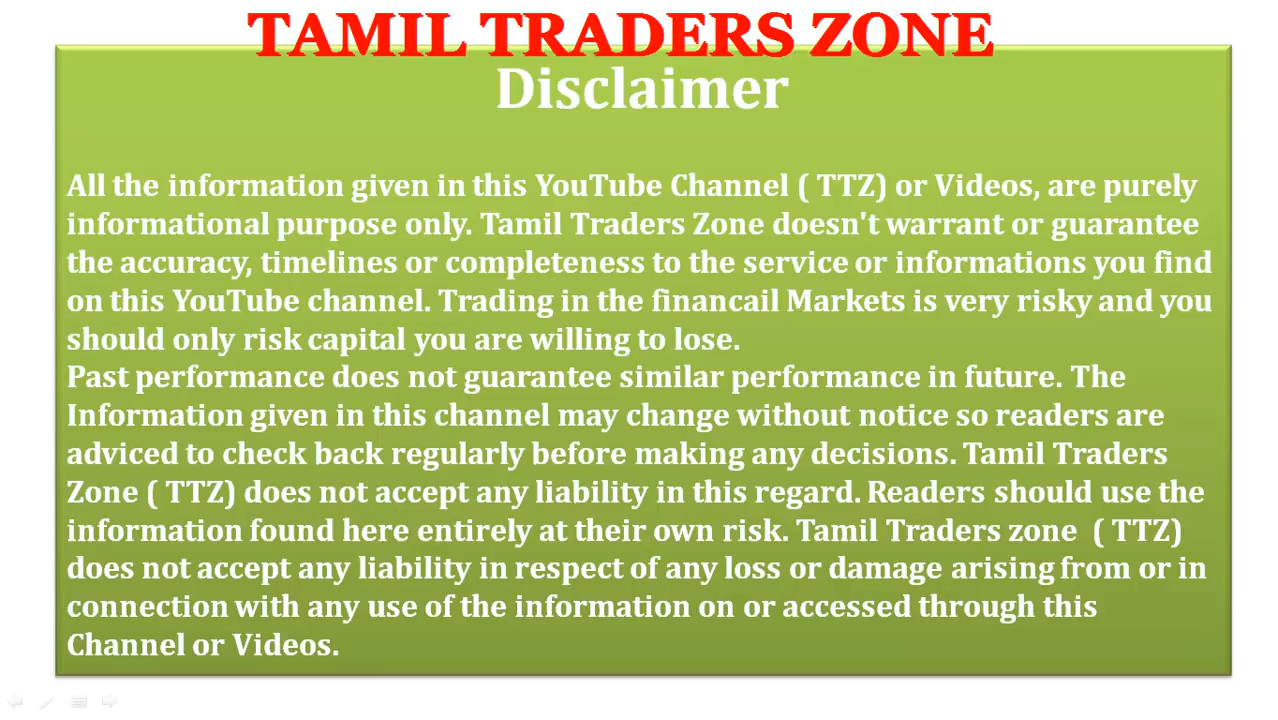 TAMIL TRADERS ZONE
Disclaimer
All the information given in this YouTube Channel ( TTZ) or Videos, are purely
informational purpose only. Tamil Traders Zone doesn't warrant or guarantee
the accuracy, timelines or completeness to the service or informations you find
on this YouTube channel. Trading in the financail Markets is very risky and you
should only risk capital you are willing to lose.
Past performance does not guarantee similar performance in future. The
Information given in this channel may change without notice so readers are
adviced to check back regularly before making any decisions. Tamil Traders
Zone ( TTZ) does not accept any liability in this regard. Readers should use the
information found here entirely at their own risk. Tamil Traders zone  ( TTZ)
does not accept any liability in respect of any loss or damage arising from or in
connection with any use of the information on or accessed through this
Channel or Videos.